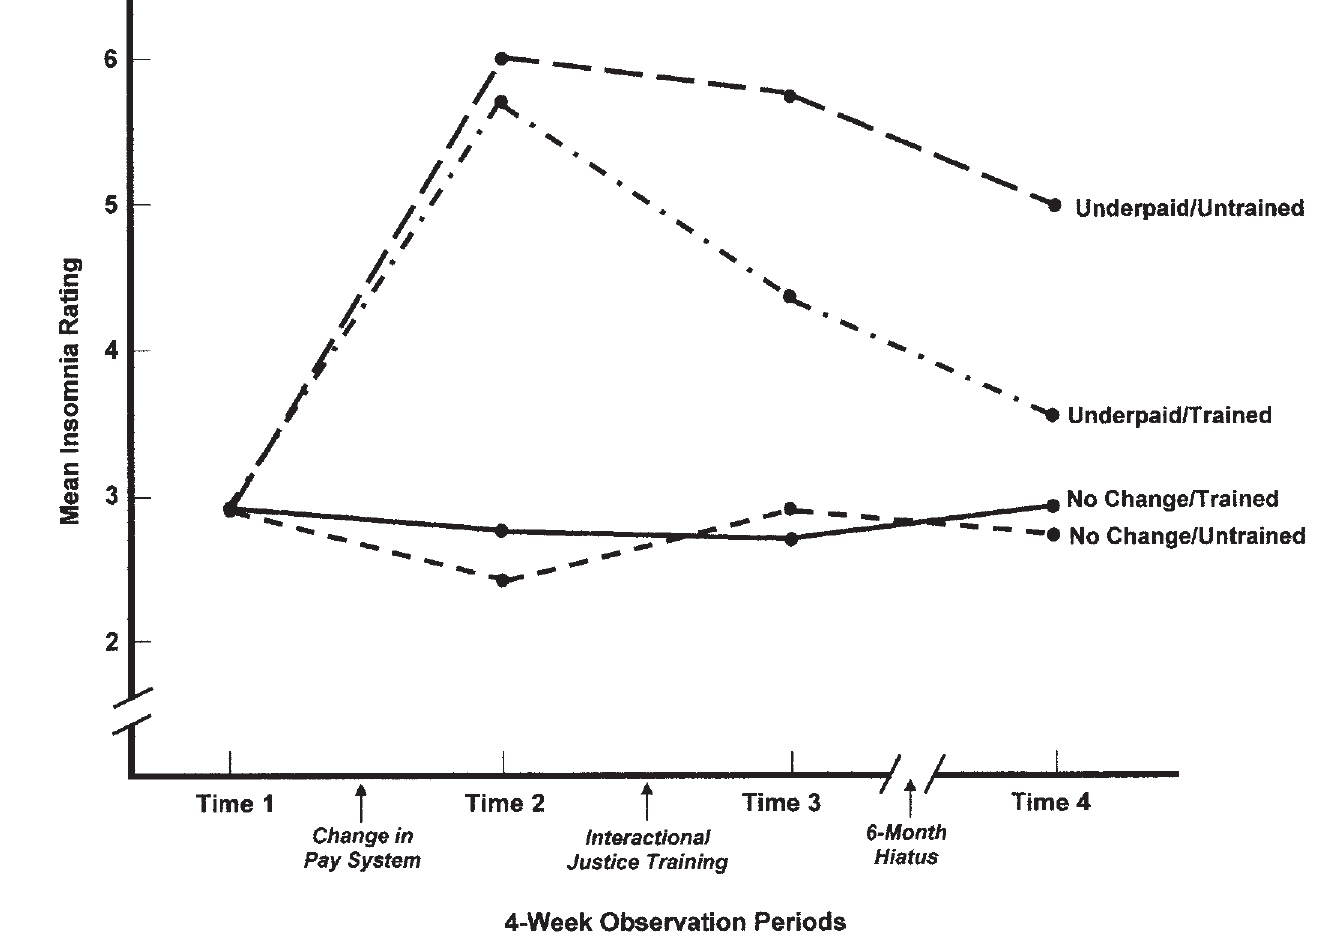 6
5
4
3
2
Mean Insomnia Rating
Underpaid/Untrained
Underpaid/Trained
No Change/Trained
No Change/Untrained
Time 1
Time 2
Time 3
Time 4
Change in
Pay System
Interactional
Justice Training
6-Month
Hiatus
4-Week Observation Periods